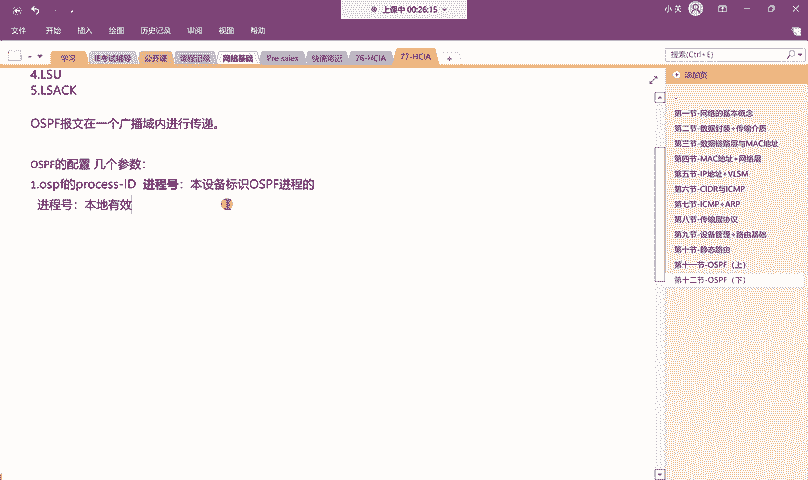 上课中 00:26:15
小 英
文件 开始 插入 绘图 历史记录 审阅 视图 帮助
学习 IE考试辅导 公开课 课程记录 网络基础 Pre sales 76-HCIA 77-HCIA
搜索(Ctrl+E)
添加页
4.LSU
5.LSACK
OSPF报文在一个广播域内进行传递。
OSPF的配置 几个参数：
1.ospf的process-ID 进程号：本设备标识OSPF进程的
进程号：本地有效
第一节-网络的基本概念
第二节-数据封装+传输介质
第三节-数据链路层与MAC地址
第四节-MAC地址+网络层
第五节-IP地址+VLSM
第六节-CIDR与ICMP
第七节-ICMP+ARP
第八节-传输层协议
第九节-设备管理+路由基础
第十节-静态路由
第十一节-OSPF（上）
第十二节-OSPF（下）